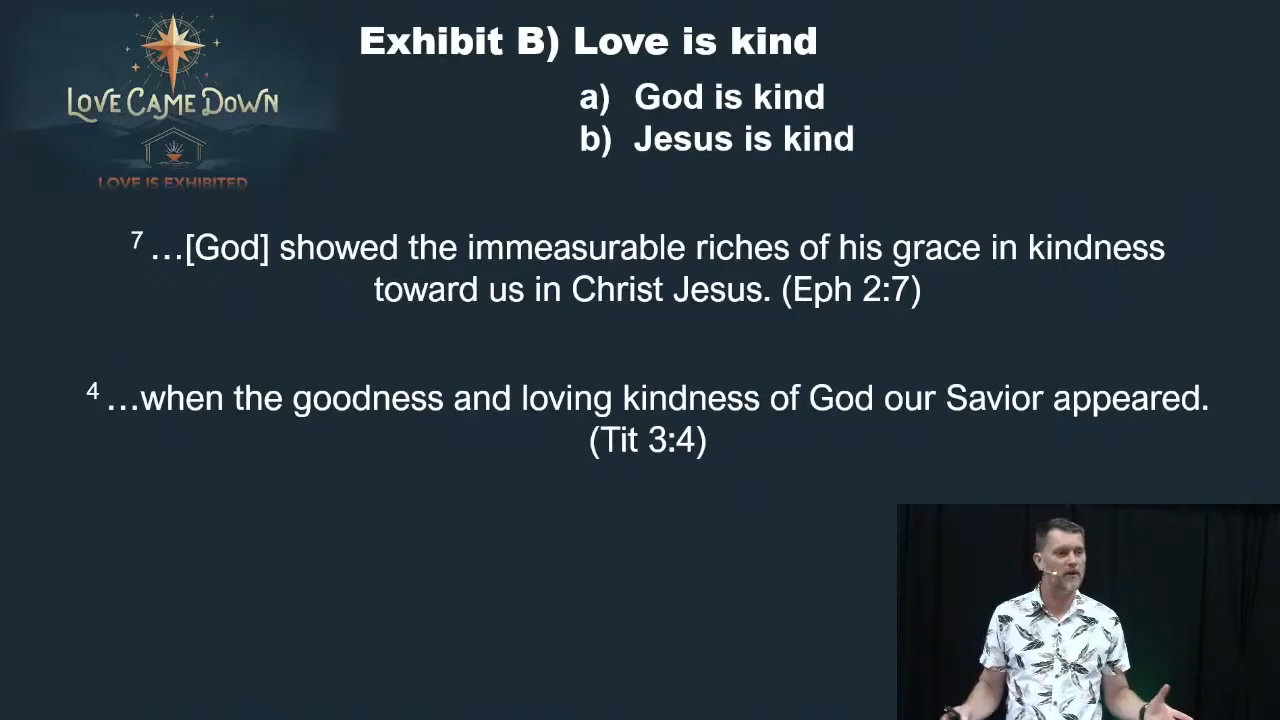 LOVE CAME DOWN
LOVE IS EXHIBITED
Exhibit B) Love is kind
a) God is kind
b) Jesus is kind
7 …[God] showed the immeasurable riches of his grace in kindness
toward us in Christ Jesus. (Eph 2:7)
4 …when the goodness and loving kindness of God our Savior appeared.
(Tit 3:4)